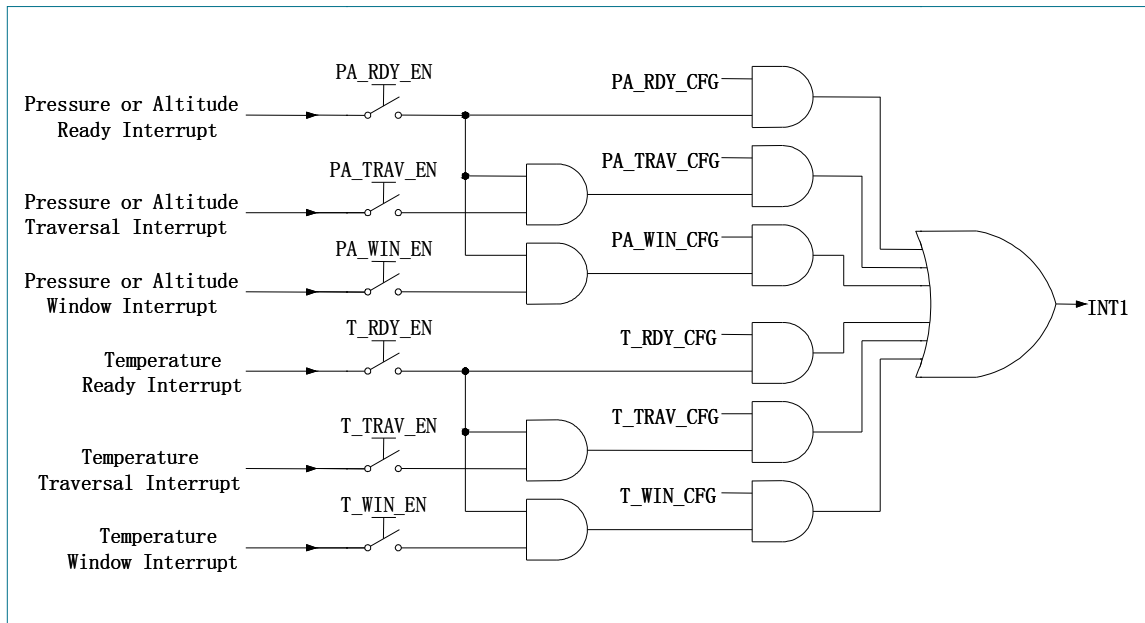 PA_RDY_EN
Pressure or Altitude
Ready Interrupt
PA_RDY_CFG
PA_TRAV_EN
Pressure or Altitude
Traversal Interrupt
PA_TRAV_CFG
PA_WIN_EN
Pressure or Altitude
Window Interrupt
PA_WIN_CFG
INT1
T_RDY_EN
Temperature
Ready Interrupt
T_RDY_CFG
T_TRAV_EN
Temperature
Traversal Interrupt
T_TRAV_CFG
T_WIN_EN
Temperature
Window Interrupt
T_WIN_CFG